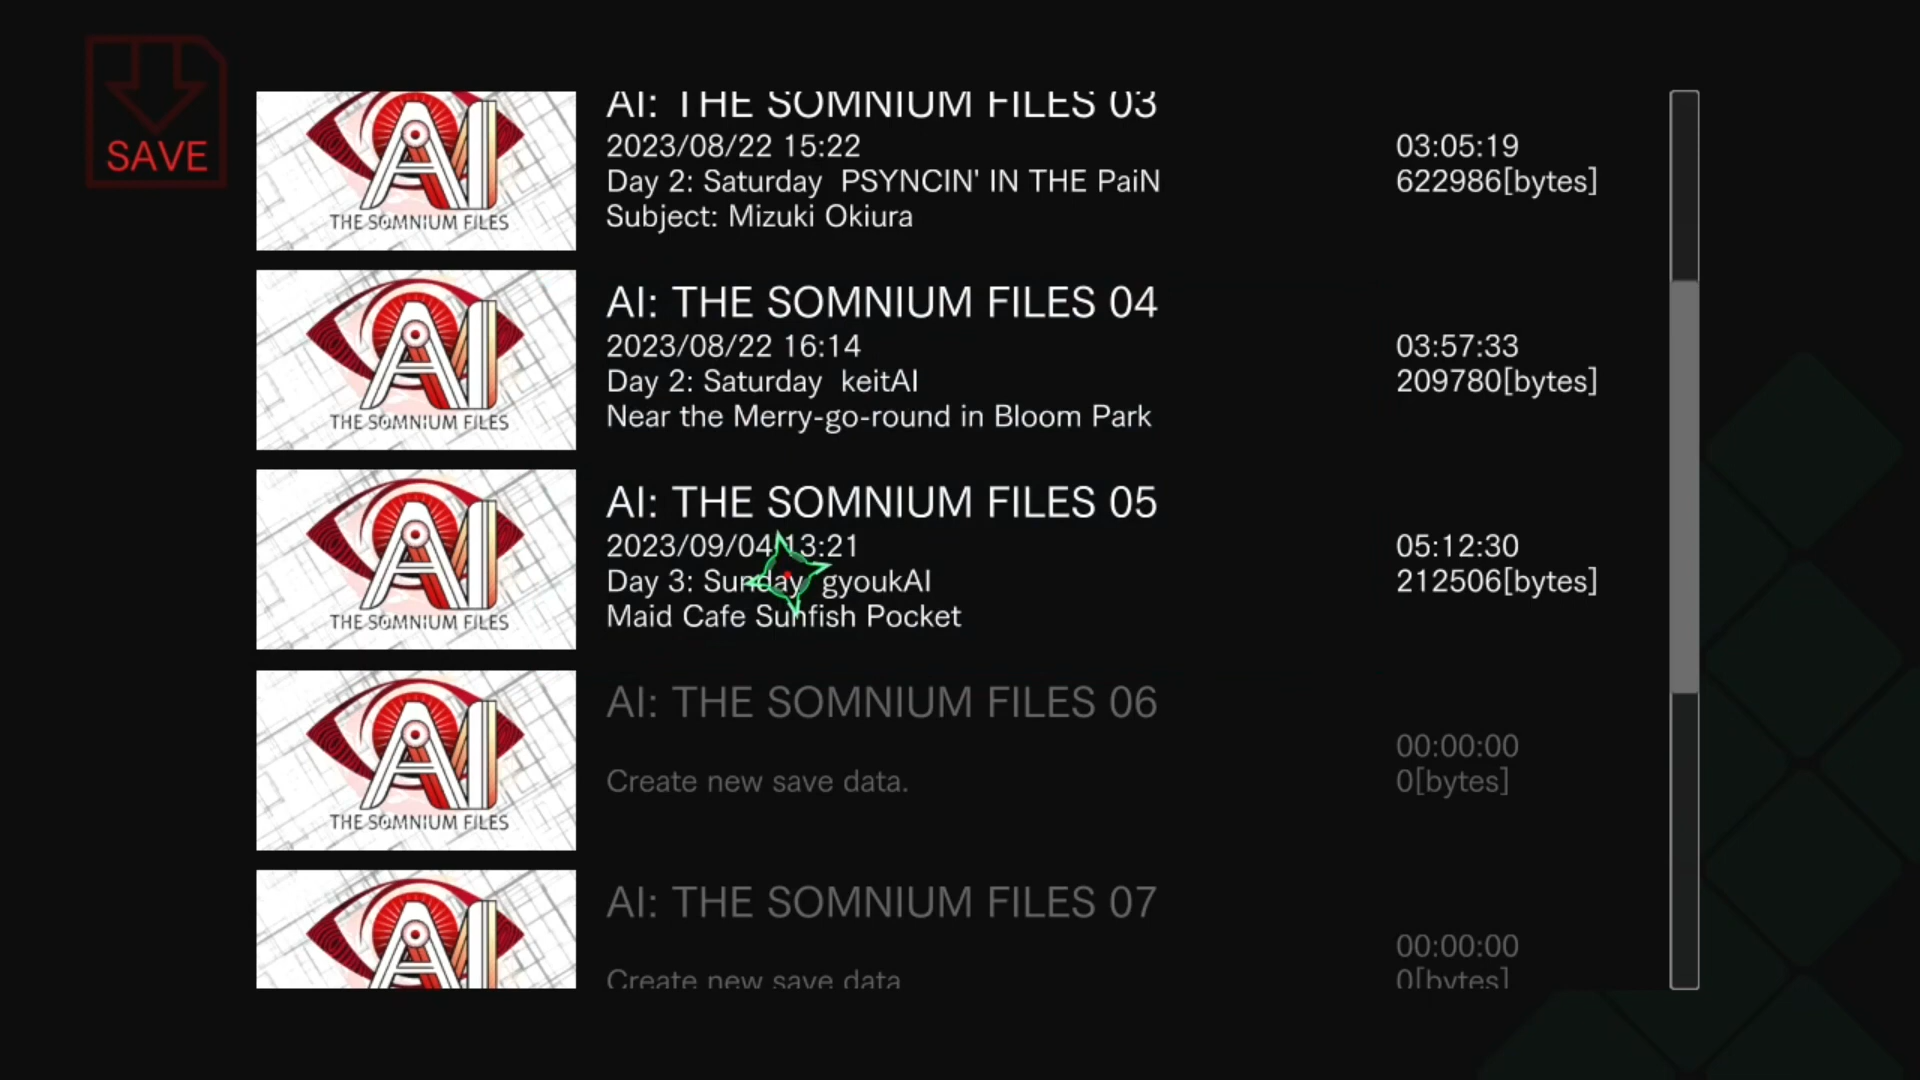 SAVE
AI: THE SOMNIUM FILES 03
2023/08/22 15:22
03:05:19
Day 2: Saturday PSYNCIN' IN THE PaiN
622986[bytes]
Subject: Mizuki Okiura
AI
THE SOMNIUM FILES
AI: THE SOMNIUM FILES 04
2023/08/22 16:14
03:57:33
Day 2: Saturday keitAI
209780[bytes]
Near the Merry-go-round in Bloom Park
AI
THE SOMNIUM FILES
AI: THE SOMNIUM FILES 05
2023/09/04 13:21
05:12:30
Day 3: Sunday gyoukAI
212506[bytes]
Maid Cafe Sunfish Pocket
AI
THE SOMNIUM FILES
AI: THE SOMNIUM FILES 06
00:00:00
Create new save data.
0[bytes]
AI
THE SOMNIUM FILES
AI: THE SOMNIUM FILES 07
00:00:00
Create new save data
0[bytes]
AI